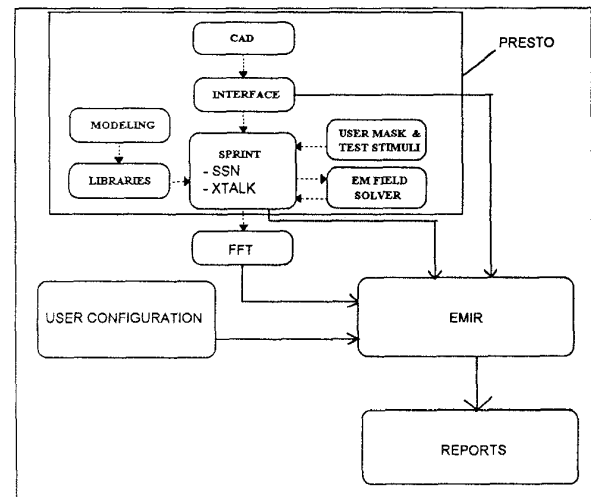 CAD
PRESTO
INTERFACE
MODELING
USER MASK &
TEST STIMULI
SPRINT
- SSN
- XTALK
LIBRARIES
EM FIELD
SOLVER
FFT
USER CONFIGURATION
EMIR
REPORTS